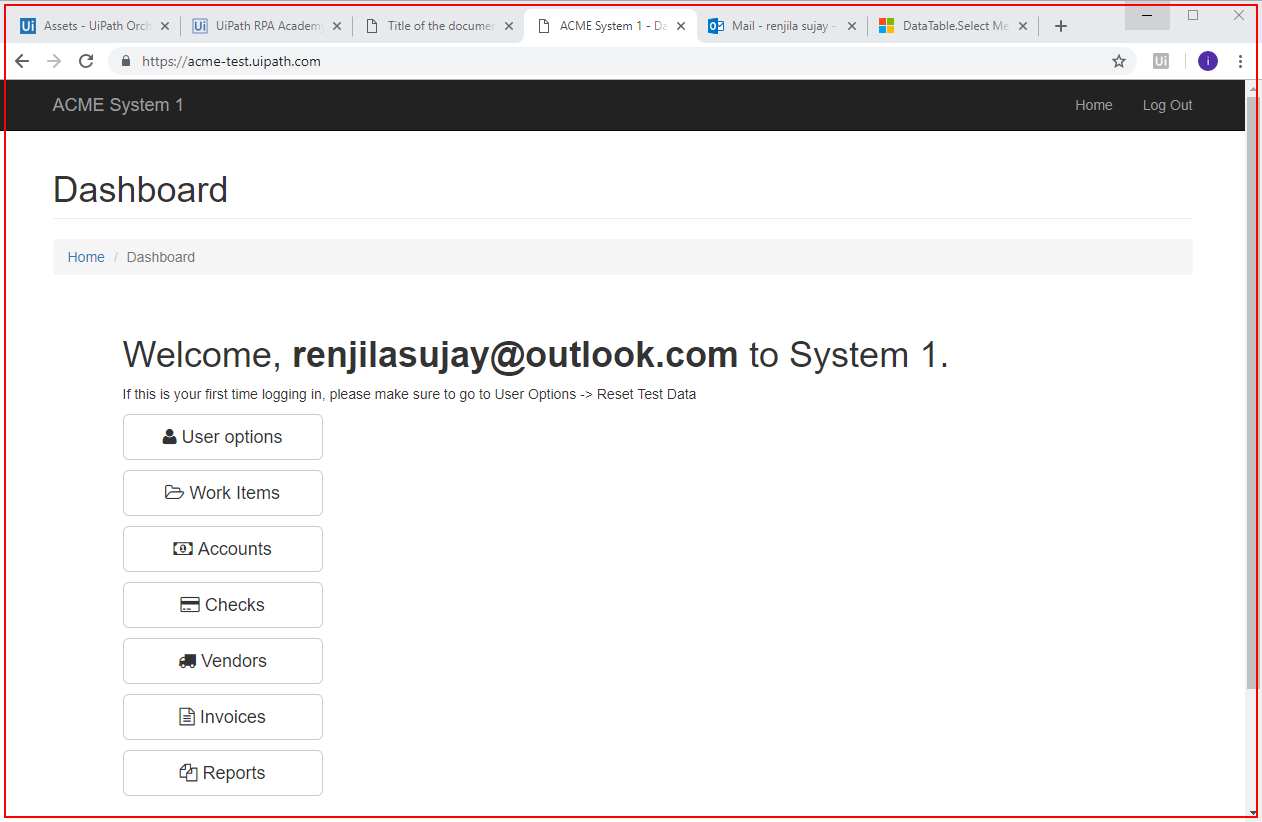 Assets - UiPath Orch
UiPath RPA Academy
Title of the documen
ACME System 1 - Da
Mail - renjila sujay -
DataTable.Select Me
https://acme-test.uipath.com
Ui
i
ACME System 1
Home
Log Out
Dashboard
Home / Dashboard
Welcome, renjilasujay@outlook.com to System 1.
If this is your first time logging in, please make sure to go to User Options -> Reset Test Data
User options
Work Items
Accounts
Checks
Vendors
Invoices
Reports